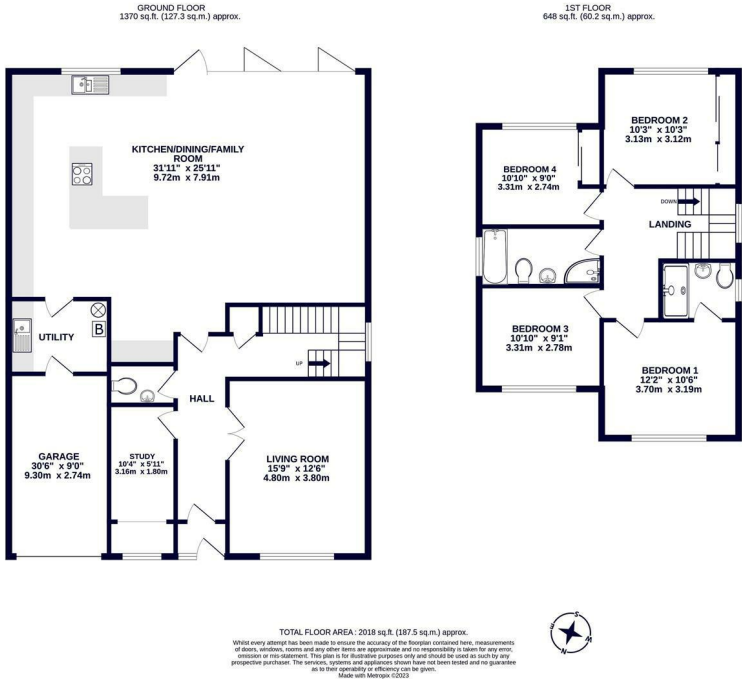 GROUND FLOOR
1370 sq.ft. (127.3 sq.m.) approx.
1ST FLOOR
648 sq.ft. (60.2 sq.m.) approx.
KITCHEN/DINING/FAMILY
ROOM
31'11" x 25'11"
9.72m x 7.91m
UTILITY
B
UP
HALL
GARAGE
30'6" x 9'0"
9.30m x 2.74m
STUDY
10'4" x 5'11"
3.16m x 1.80m
LIVING ROOM
15'9" x 12'6"
4.80m x 3.80m
BEDROOM 2
10'3" x 10'3"
3.13m x 3.12m
BEDROOM 4
10'10" x 9'0"
3.31m x 2.74m
DOWN
LANDING
BEDROOM 3
10'10" x 9'1"
3.31m x 2.78m
BEDROOM 1
12'2" x 10'6"
3.70m x 3.19m
TOTAL FLOOR AREA : 2018 sq.ft. (187.5 sq.m.) approx.
Whilst every attempt has been made to ensure the accuracy of the floorplan contained here, measurements
of doors, windows, rooms and any other items are approximate and no responsibility is taken for any error,
omission or mis-statement. This plan is for illustrative purposes only and should be used as such by any
prospective purchaser. The services, systems and appliances shown have not been tested and no guarantee
as to their operability or efficiency can be given.
Made with Metropix ©2023
S
E
W
N